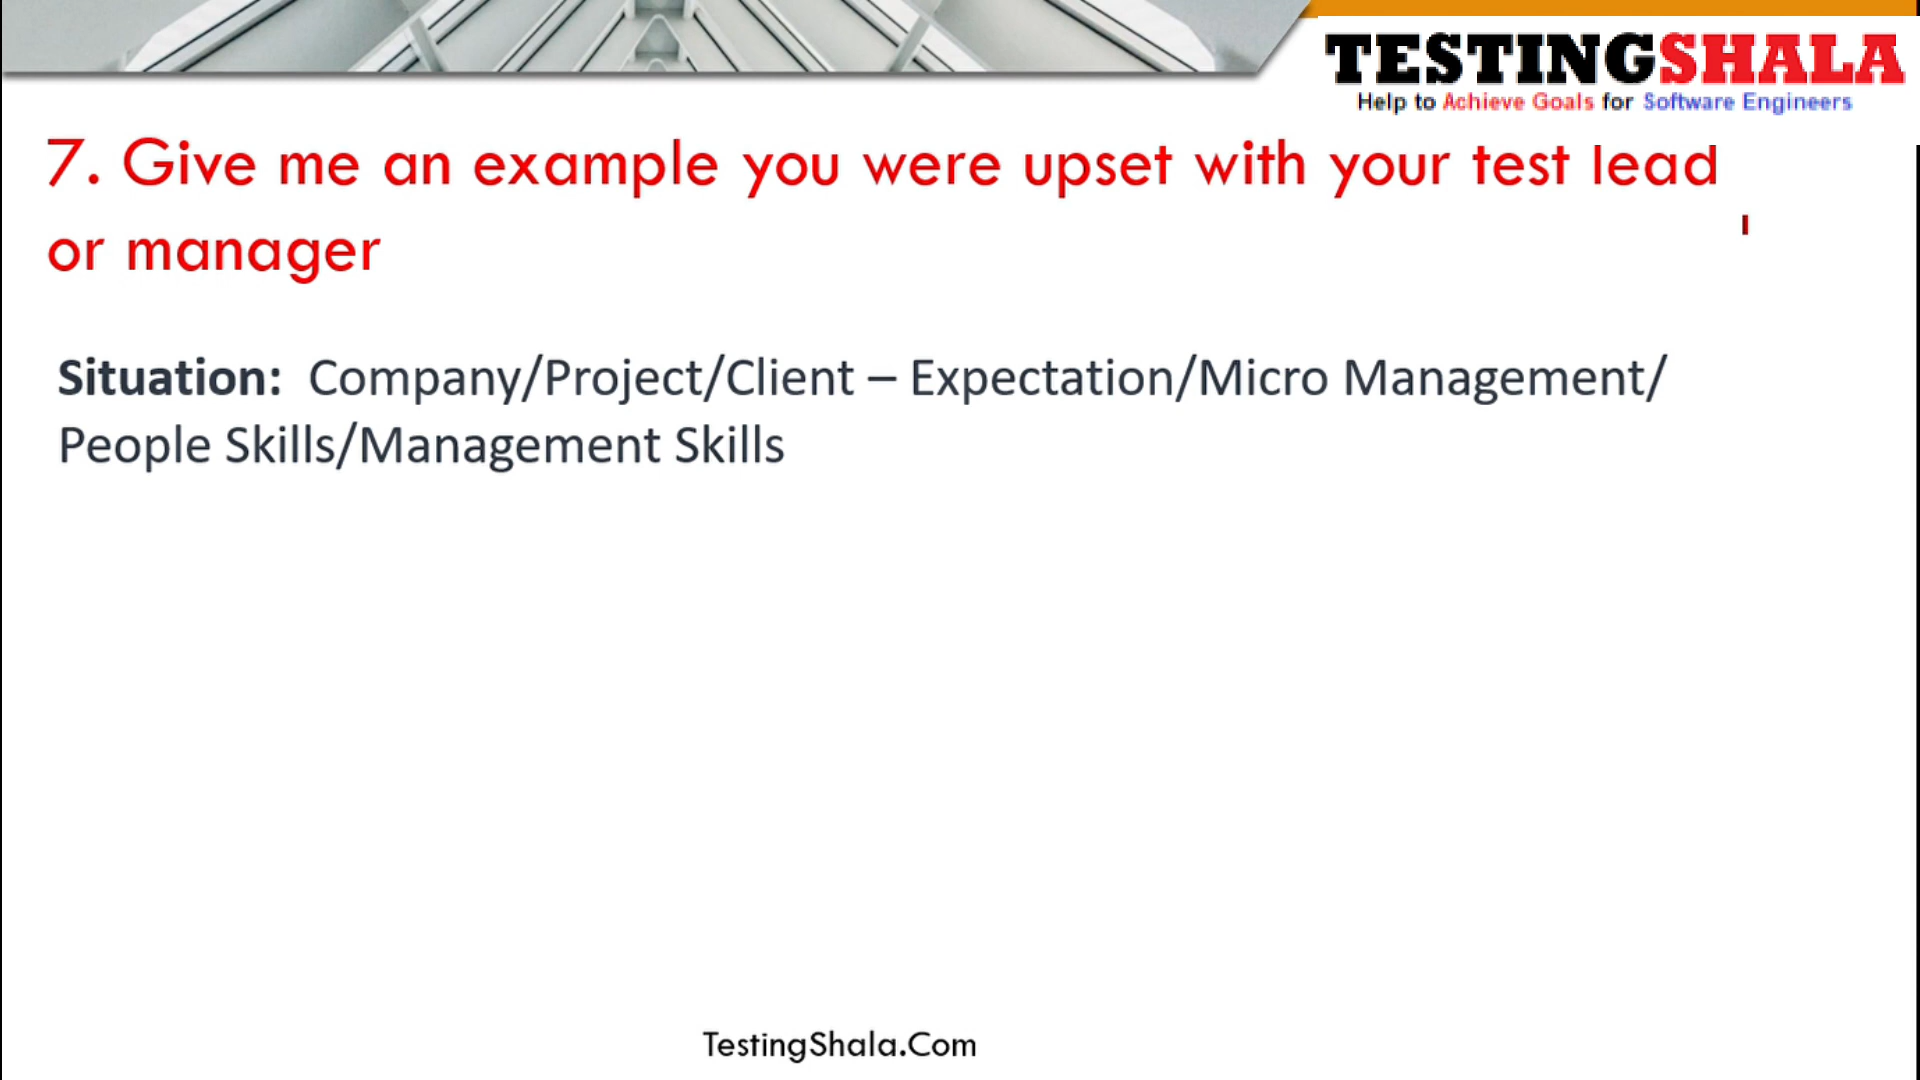 TESTINGSHALA
Help to Achieve Goals for Software Engineers
7. Give me an example you were upset with your test lead
or manager
Situation: Company/Project/Client – Expectation/Micro Management/
People Skills/Management Skills
TestingShala.Com